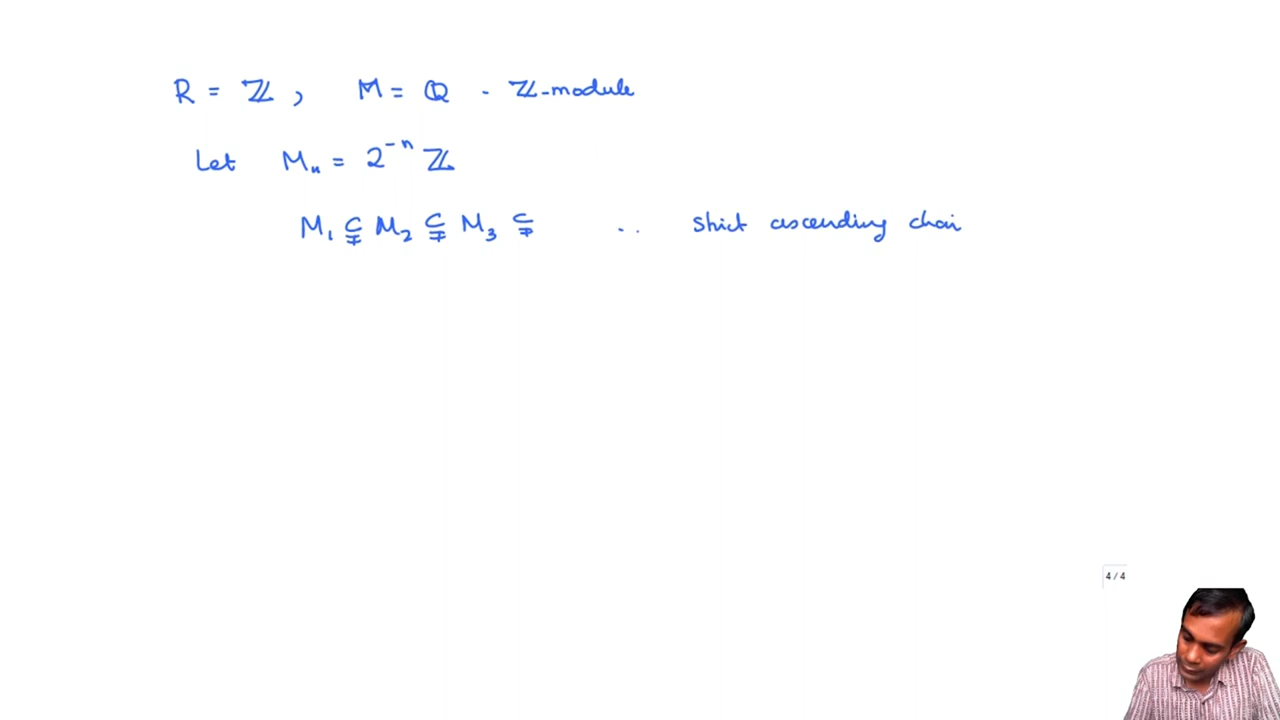 R = ℤ, M = ℚ - ℤ-module
Let Mₙ = 2⁻ⁿ ℤ
M₁ ⊊ M₂ ⊊ M₃ ⊊ .. strict ascending chai
4 / 4